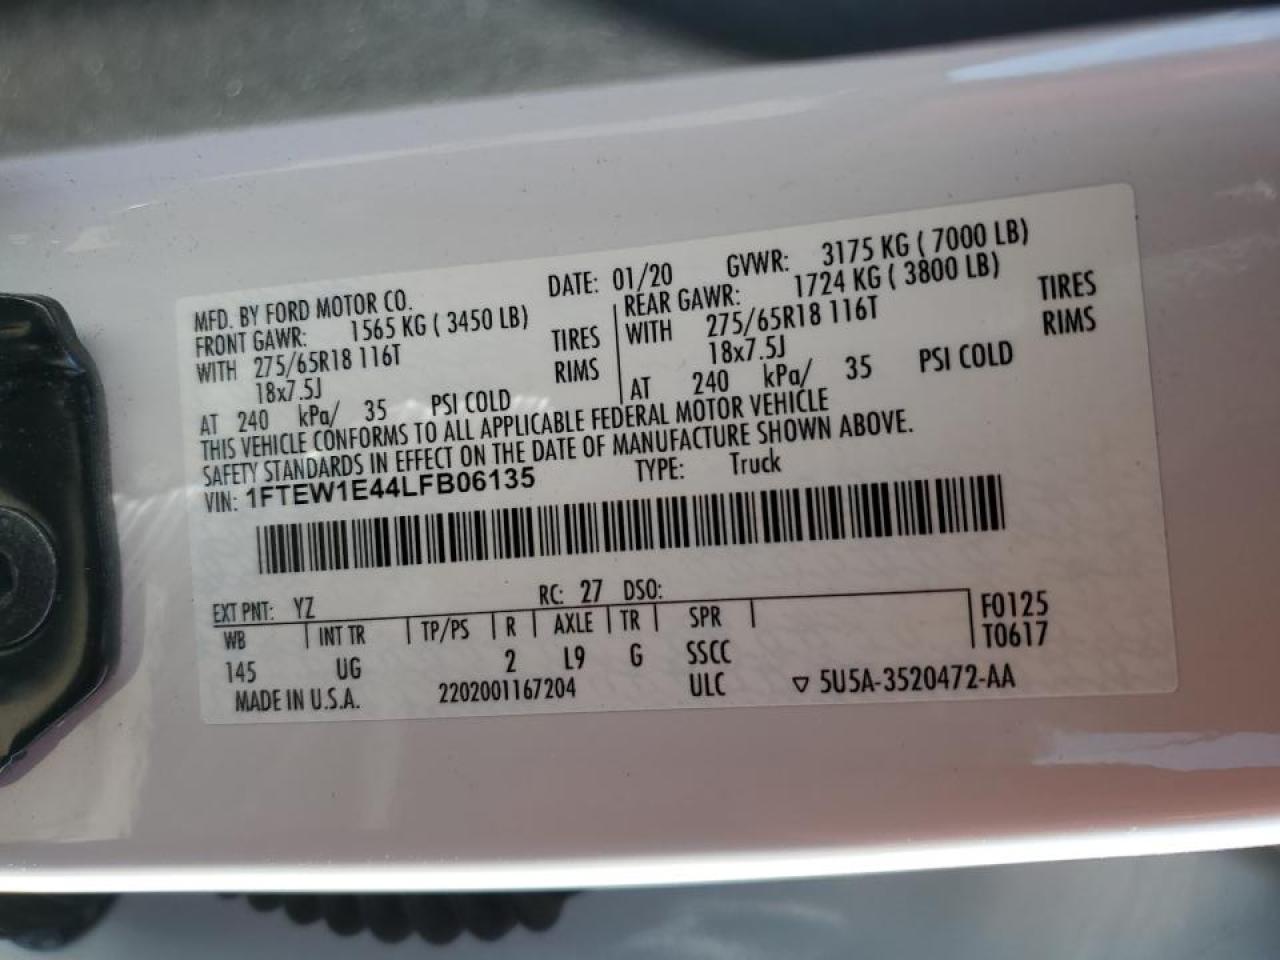 MFD. BY FORD MOTOR CO. DATE: 01/20 GVWR: 3175 KG ( 7000 LB)
FRONT GAWR: 1565 KG ( 3450 LB) REAR GAWR: 1724 KG ( 3800 LB)
WITH 275/65R18 116T TIRES WITH 275/65R18 116T TIRES
18x7.5J RIMS 18x7.5J RIMS
AT 240 kPa/ 35 PSI COLD AT 240 kPa/ 35 PSI COLD
THIS VEHICLE CONFORMS TO ALL APPLICABLE FEDERAL MOTOR VEHICLE
SAFETY STANDARDS IN EFFECT ON THE DATE OF MANUFACTURE SHOWN ABOVE.
VIN: 1FTEW1E44LFB06135 TYPE: Truck
EXT PNT: YZ RC: 27 DSO:
WB INT TR TP/PS R AXLE TR SPR F0125
145 UG 2 L9 G SSCC T0617
MADE IN U.S.A. 2202001167204 ULC ▽ 5U5A-3520472-AA